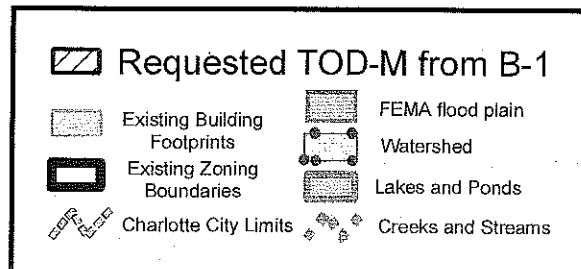 Requested TOD-M from B-1
Existing Building
Footprints
Existing Zoning
Boundaries
Charlotte City Limits
FEMA flood plain
Watershed
Lakes and Ponds
Creeks and Streams